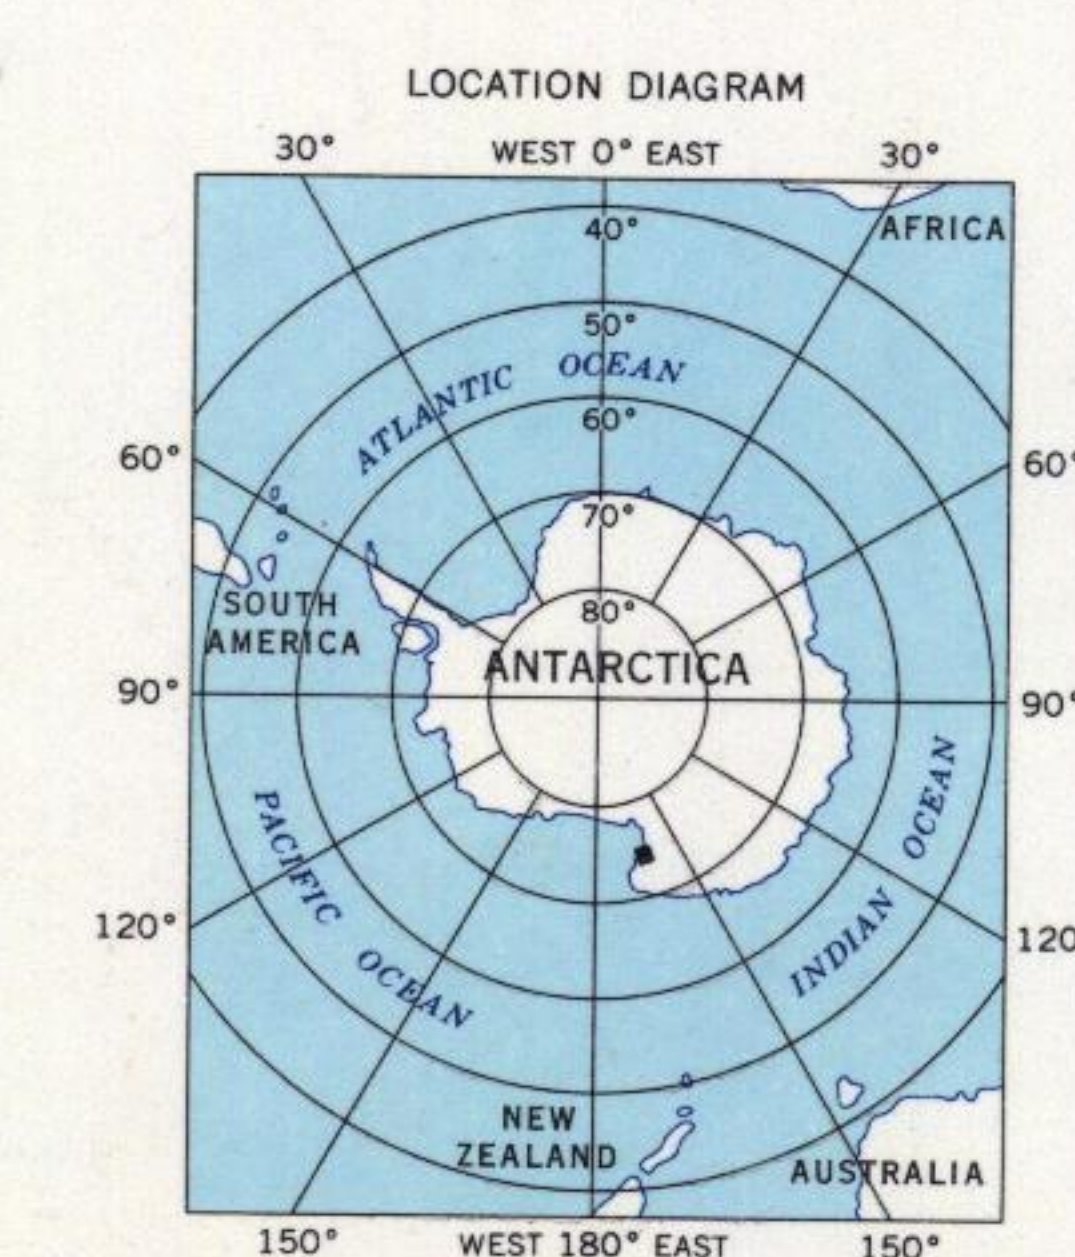 LOCATION DIAGRAM
30° WEST 0° EAST 30°
AFRICA
40°
50°
ATLANTIC OCEAN
60°
60° 60°
70°
80°
SOUTH
AMERICA
ANTARCTICA
90° 90°
PACIFIC OCEAN
INDIAN OCEAN
120° 120
NEW
ZEALAND
AUSTRALIA
150° WEST 180° EAST 150°